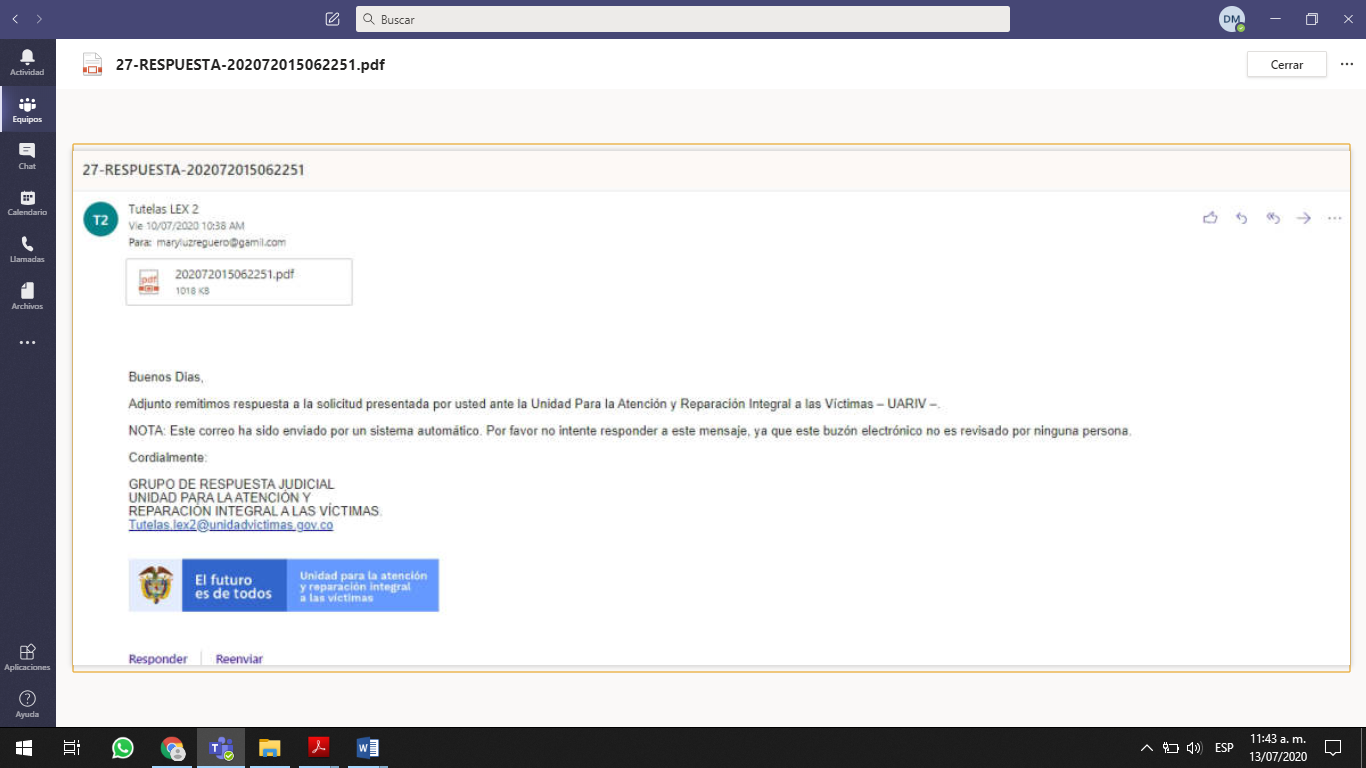 Buscar
DM
Actividad
Equipos
Chat
Calendario
Llamadas
Archivos
Aplicaciones
Ayuda
27-RESPUESTA-202072015062251.pdf
Cerrar
27-RESPUESTA-202072015062251
T2
Tutelas LEX 2
Vie 10/07/2020 10:38 AM
Para: maryluzreguero@gamil.com
pdf
202072015062251.pdf
1018 KB
Buenos Dias,
Adjunto remitimos respuesta a la solicitud presentada por usted ante la Unidad Para la Atención y Reparación Integral a las Víctimas – UARIV –.
NOTA: Este correo ha sido enviado por un sistema automático. Por favor no intente responder a este mensaje, ya que este buzón electrónico no es revisado por ninguna persona.
Cordialmente:
GRUPO DE RESPUESTA JUDICIAL
UNIDAD PARA LA ATENCIÓN Y
REPARACIÓN INTEGRAL A LAS VÍCTIMAS.
Tutelas.lex2@unidadvictimas.gov.co
El futuro
es de todos
Unidad para la atención
y reparación integral
a las víctimas
Responder
Reenviar
ESP
11:43 a. m.
13/07/2020